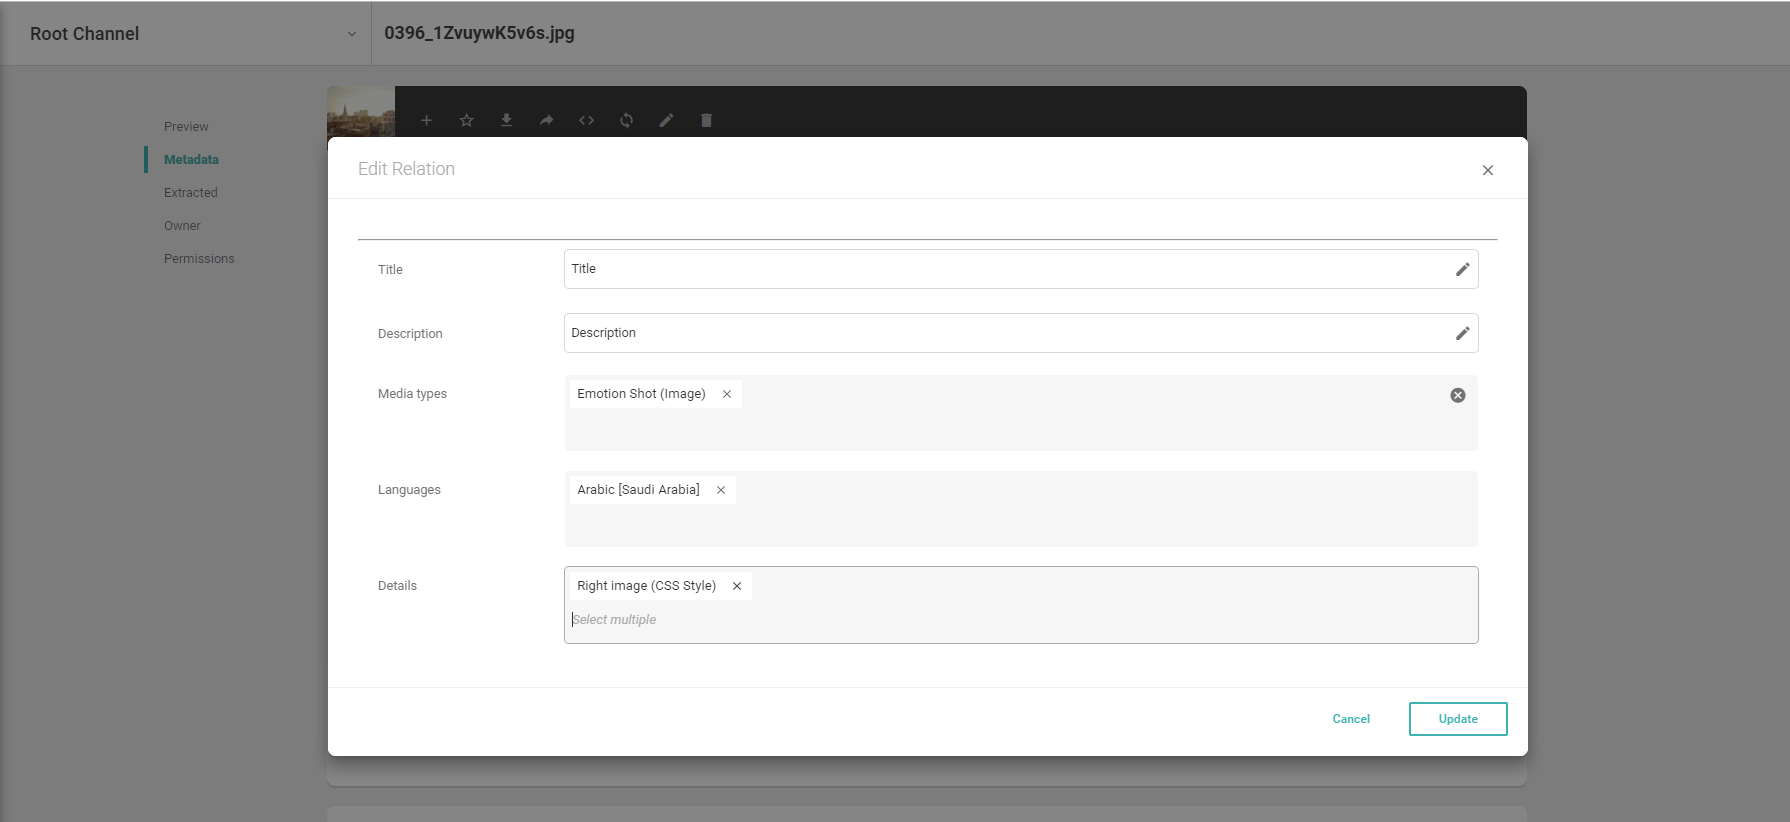 Root Channel
0396_1ZvuywK5v6s.jpg
Preview
Metadata
Extracted
Owner
Permissions
Edit Relation
Title
Title
Description
Description
Media types
Emotion Shot (Image)
Languages
Arabic [Saudi Arabia]
Details
Right image (CSS Style)
Select multiple
Cancel
Update